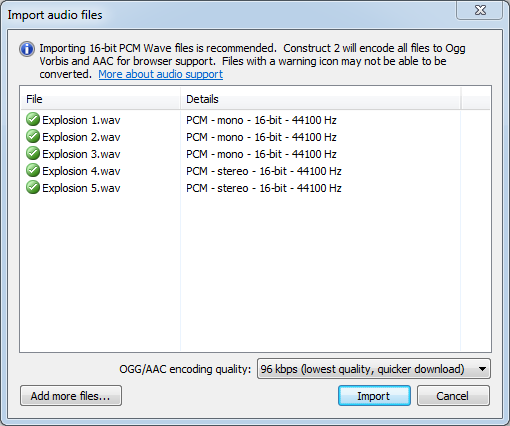 Import audio files
Importing 16-bit PCM Wave files is recommended. Construct 2 will encode all files to Ogg
Vorbis and AAC for browser support. Files with a warning icon may not be able to be
converted. More about audio support
File Details
Explosion 1.wav PCM - mono - 16-bit - 44100 Hz
Explosion 2.wav PCM - mono - 16-bit - 44100 Hz
Explosion 3.wav PCM - mono - 16-bit - 44100 Hz
Explosion 4.wav PCM - stereo - 16-bit - 44100 Hz
Explosion 5.wav PCM - stereo - 16-bit - 44100 Hz
OGG/AAC encoding quality: 96 kbps (lowest quality, quicker download)
Add more files... Import Cancel